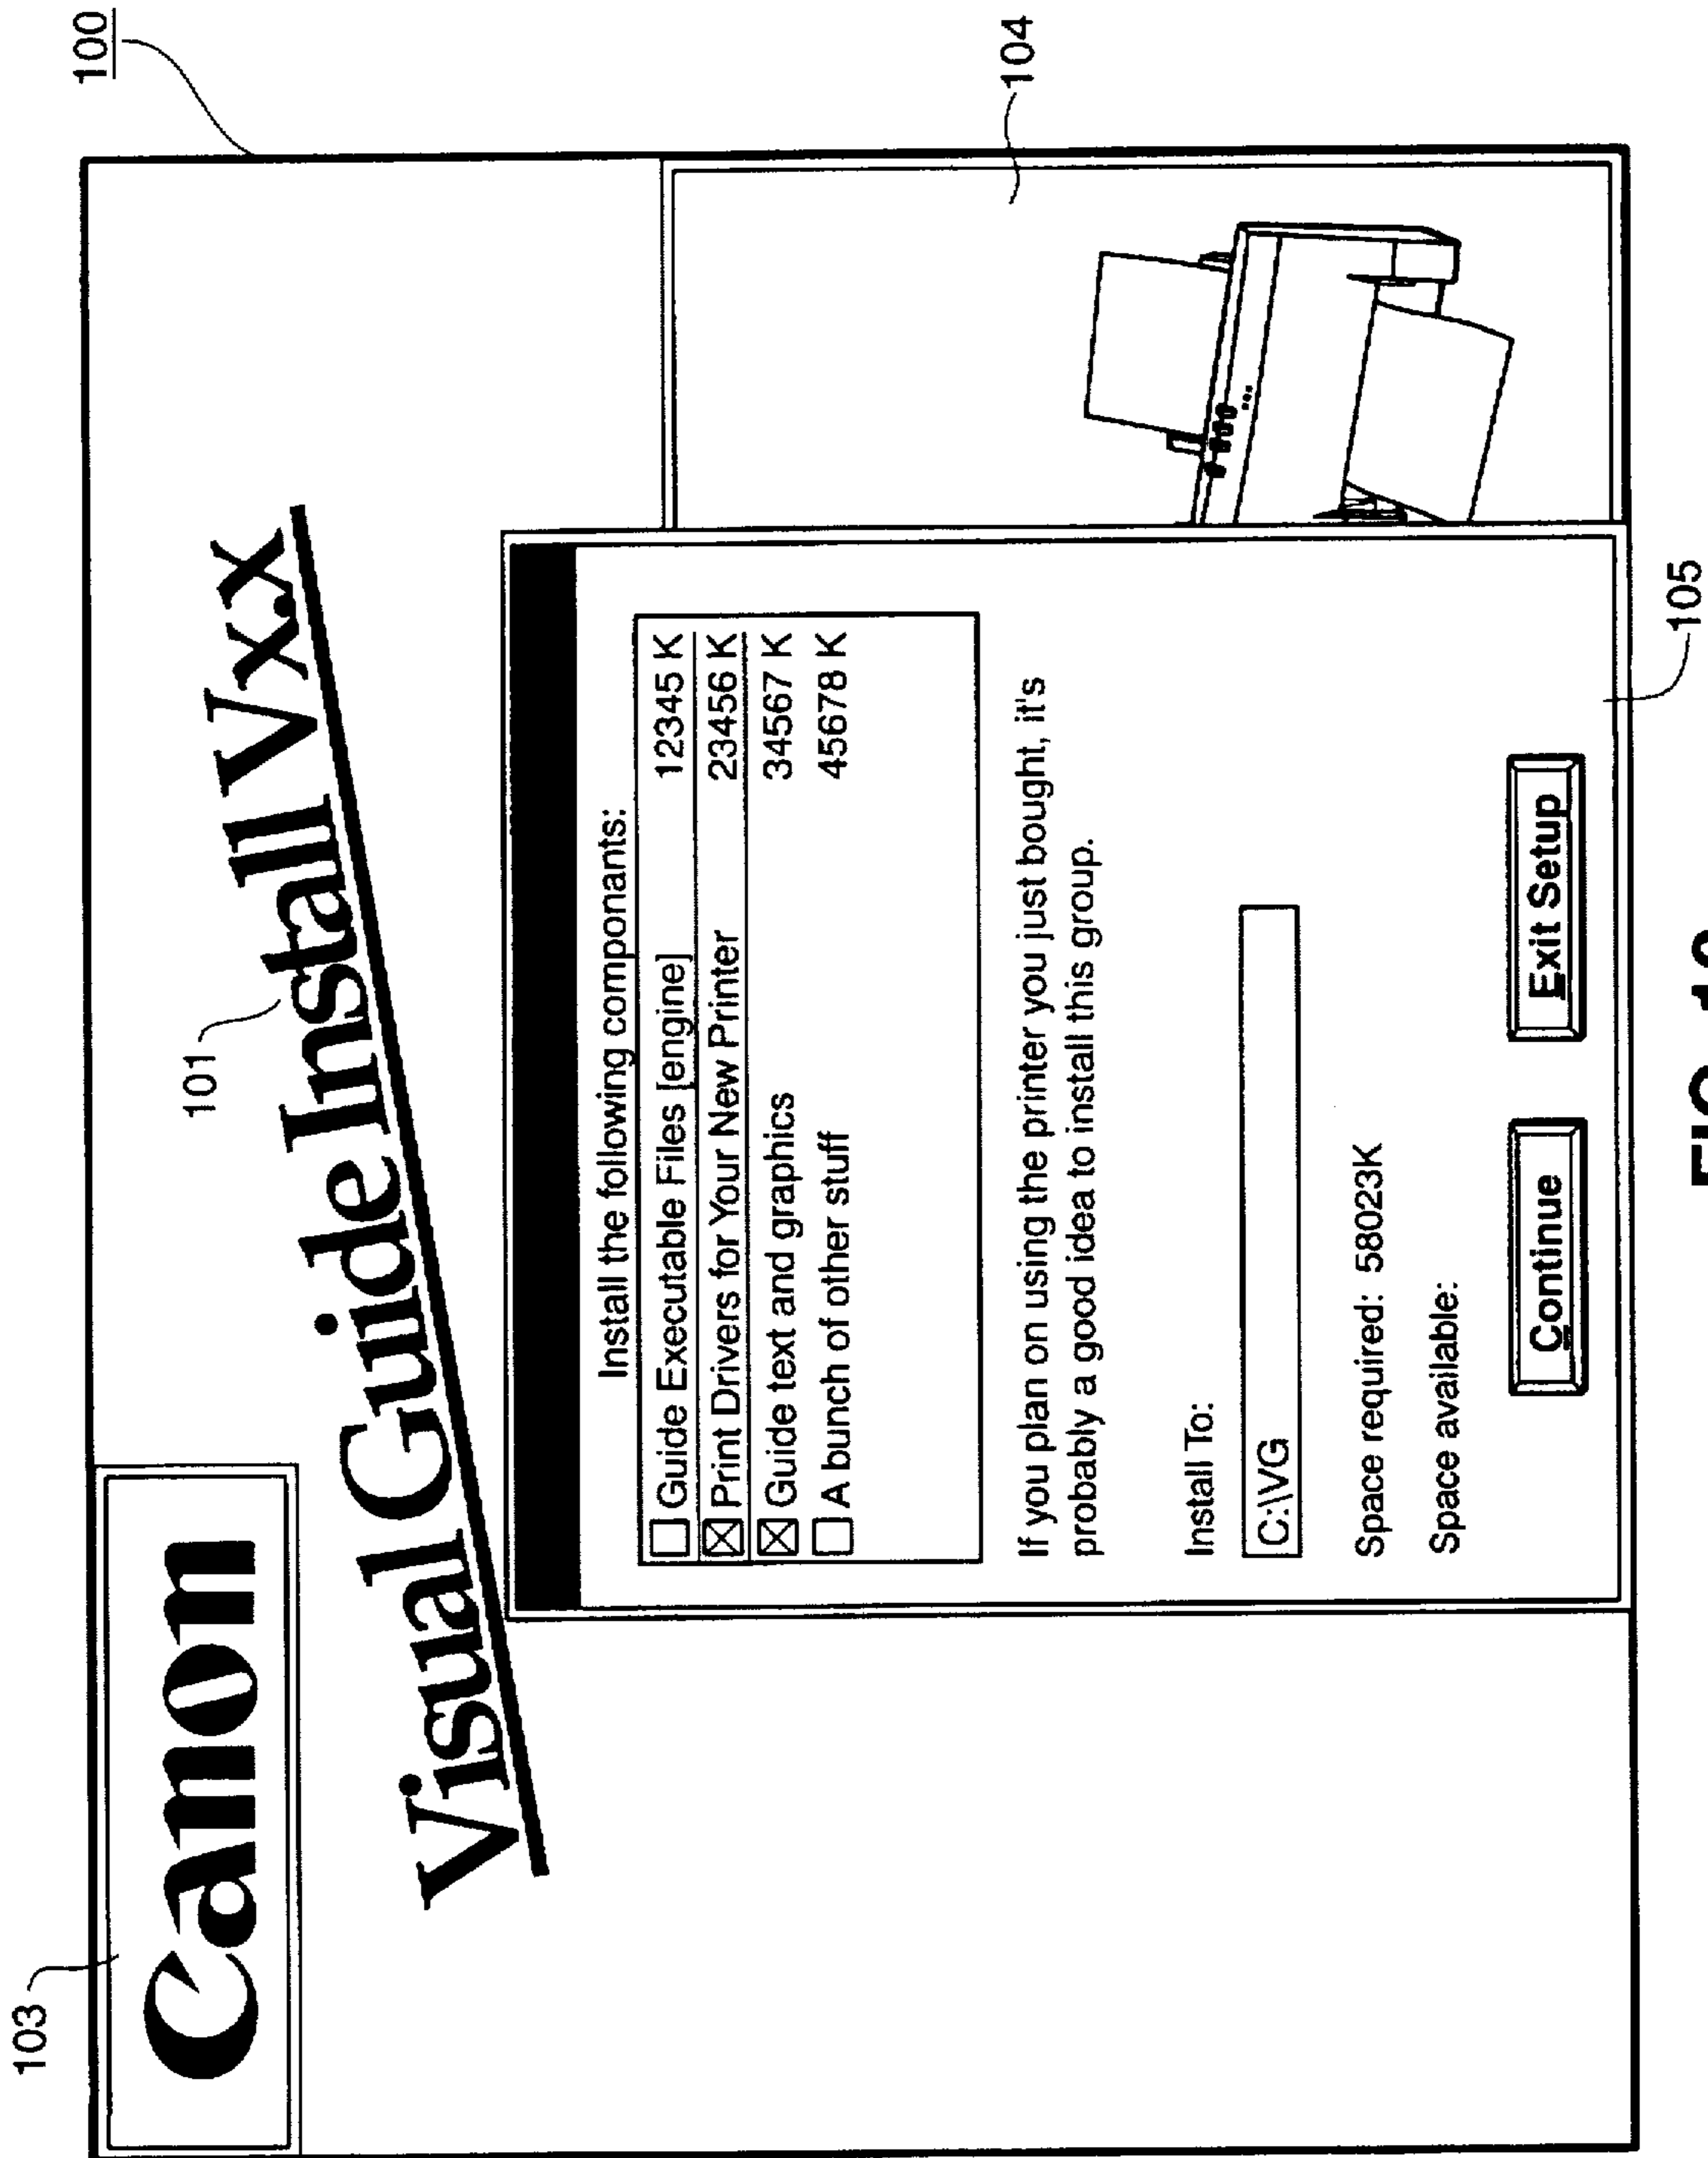 100
103
Canon
101
Visual Guide Install Vx.x
104
Install the following componants:
Guide Executable Files [engine] 12345 K
Print Drivers for Your New Printer 23456 K
Guide text and graphics 34567 K
A bunch of other stuff 45678 K
If you plan on using the printer you just bought, it's
probably a good idea to install this group.
Install To:
C:\VG
Space required: 58023K
Space available:
Continue
Exit Setup
105